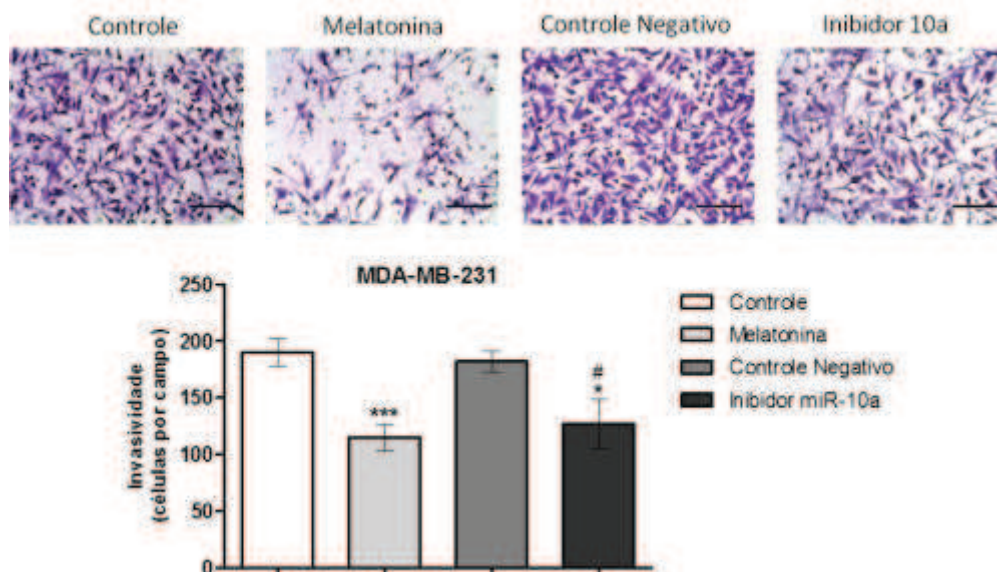 Controle
Melatonina
Controle Negativo
Inibidor 10a
MDA-MB-231
Invasividade
(células por campo)
250
200
150
100
50
0
***
#
*
Controle
Melatonina
Controle Negativo
Inibidor miR-10a